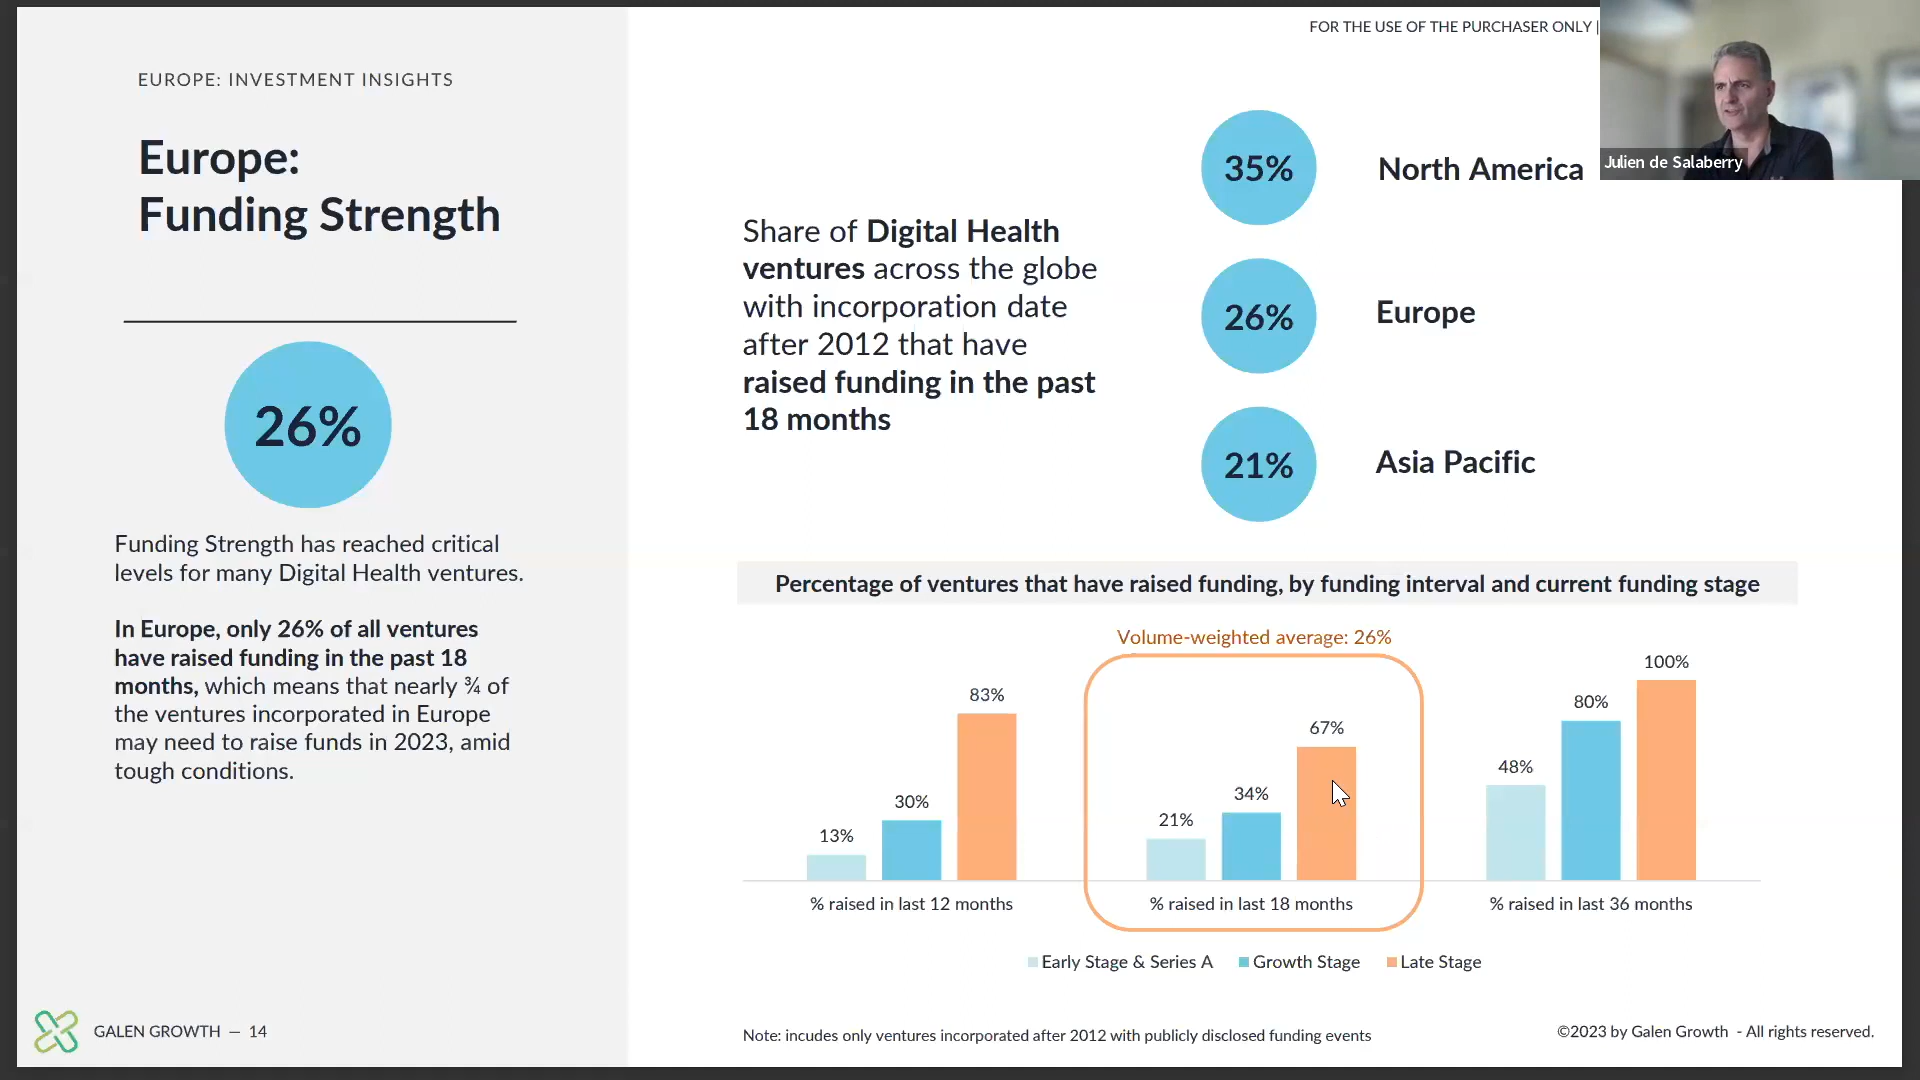 FOR THE USE OF THE PURCHASER ONLY |
Julien de Salaberry
EUROPE: INVESTMENT INSIGHTS
Europe:
Funding Strength
26%
Funding Strength has reached critical
levels for many Digital Health ventures.
In Europe, only 26% of all ventures
have raised funding in the past 18
months, which means that nearly ¾ of
the ventures incorporated in Europe
may need to raise funds in 2023, amid
tough conditions.
Share of Digital Health
ventures across the globe
with incorporation date
after 2012 that have
raised funding in the past
18 months
35% North America
26% Europe
21% Asia Pacific
Percentage of ventures that have raised funding, by funding interval and current funding stage
Volume-weighted average: 26%
13%
30%
83%
21%
34%
67%
48%
80%
100%
% raised in last 12 months
% raised in last 18 months
% raised in last 36 months
Early Stage & Series A
Growth Stage
Late Stage
GALEN GROWTH — 14
Note: incudes only ventures incorporated after 2012 with publicly disclosed funding events
©2023 by Galen Growth - All rights reserved.